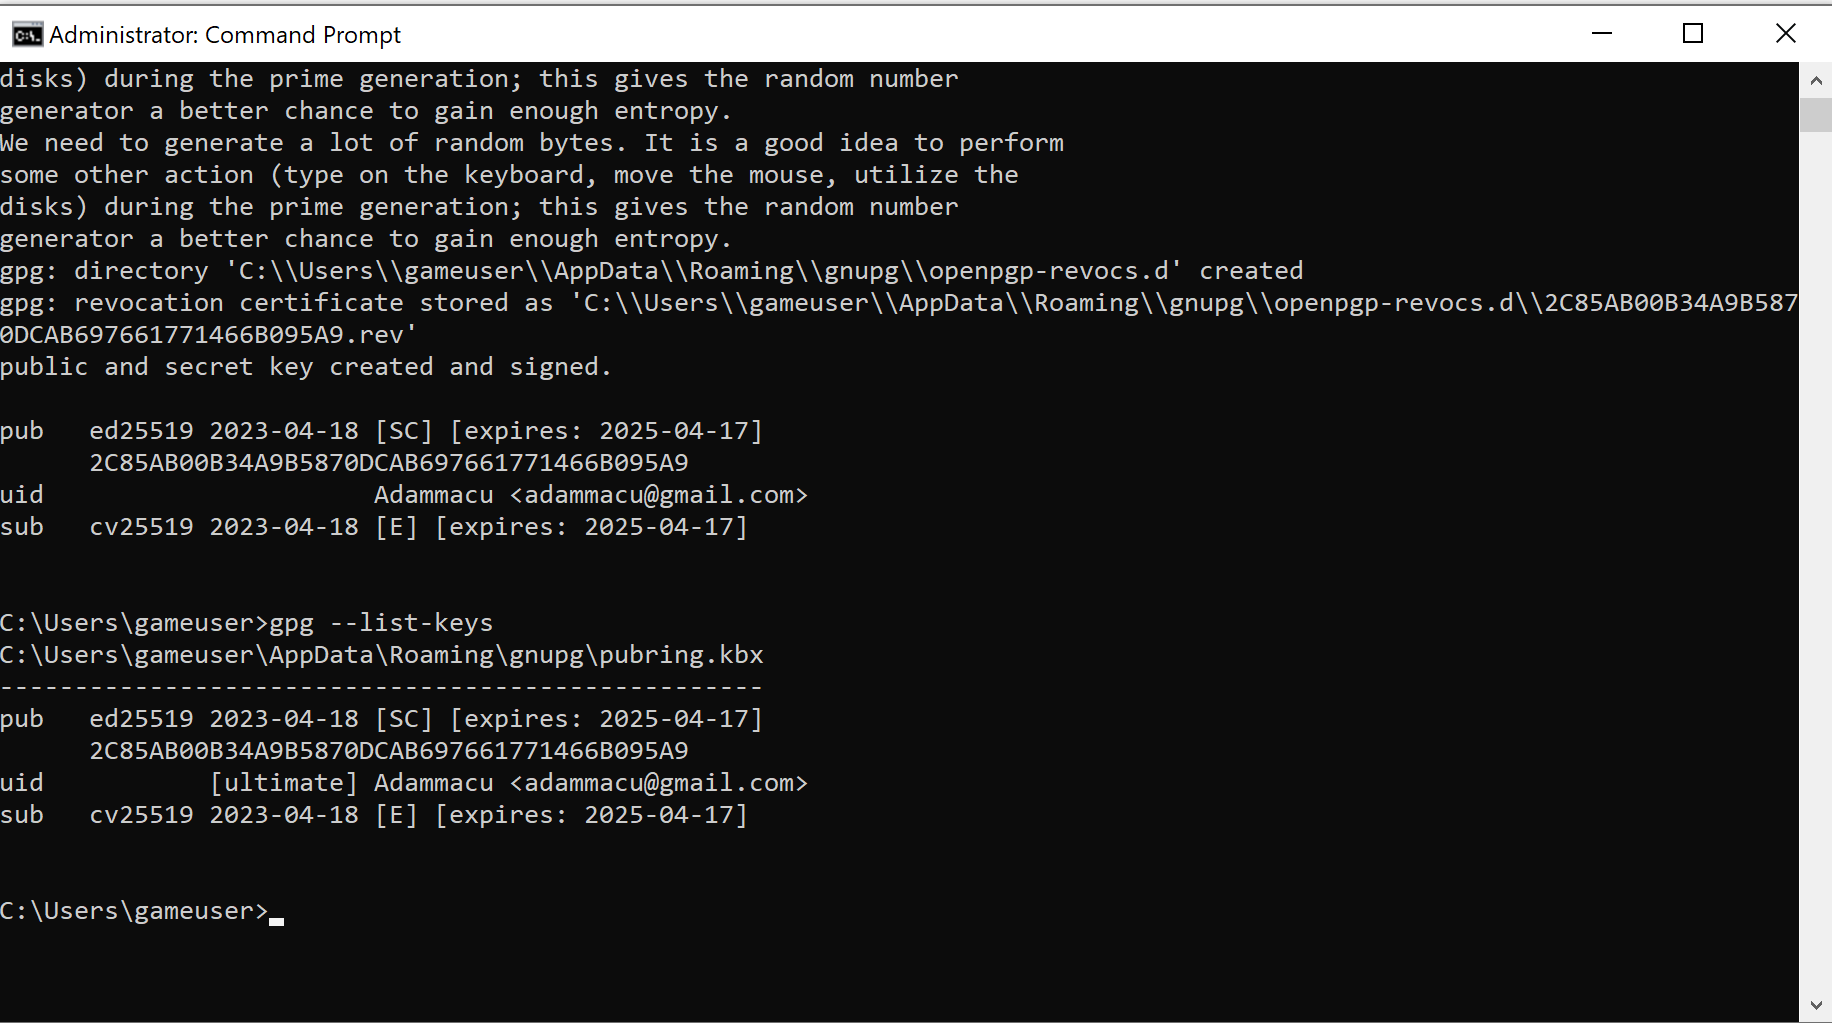 Administrator: Command Prompt
disks) during the prime generation; this gives the random number
generator a better chance to gain enough entropy.
We need to generate a lot of random bytes. It is a good idea to perform
some other action (type on the keyboard, move the mouse, utilize the
disks) during the prime generation; this gives the random number
generator a better chance to gain enough entropy.
gpg: directory 'C:\\Users\\gameuser\\AppData\\Roaming\\gnupg\\openpgp-revocs.d' created
gpg: revocation certificate stored as 'C:\\Users\\gameuser\\AppData\\Roaming\\gnupg\\openpgp-revocs.d\\2C85AB00B34A9B587
0DCAB697661771466B095A9.rev'
public and secret key created and signed.
pub   ed25519 2023-04-18 [SC] [expires: 2025-04-17]
      2C85AB00B34A9B5870DCAB697661771466B095A9
uid                      Adammacu <adammacu@gmail.com>
sub   cv25519 2023-04-18 [E] [expires: 2025-04-17]
C:\Users\gameuser>gpg --list-keys
C:\Users\gameuser\AppData\Roaming\gnupg\pubring.kbx
---------------------------------------------------
pub   ed25519 2023-04-18 [SC] [expires: 2025-04-17]
      2C85AB00B34A9B5870DCAB697661771466B095A9
uid           [ultimate] Adammacu <adammacu@gmail.com>
sub   cv25519 2023-04-18 [E] [expires: 2025-04-17]
C:\Users\gameuser>